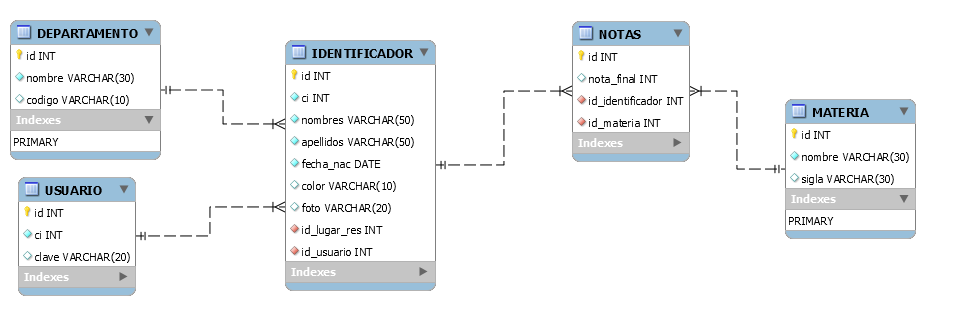 DEPARTAMENTO
id INT
nombre VARCHAR(30)
codigo VARCHAR(10)
Indexes
PRIMARY
USUARIO
id INT
ci INT
clave VARCHAR(20)
Indexes
IDENTIFICADOR
id INT
ci INT
nombres VARCHAR(50)
apellidos VARCHAR(50)
fecha_nac DATE
color VARCHAR(10)
foto VARCHAR(20)
id_lugar_res INT
id_usuario INT
Indexes
NOTAS
id INT
nota_final INT
id_identificador INT
id_materia INT
Indexes
MATERIA
id INT
nombre VARCHAR(30)
sigla VARCHAR(30)
Indexes
PRIMARY